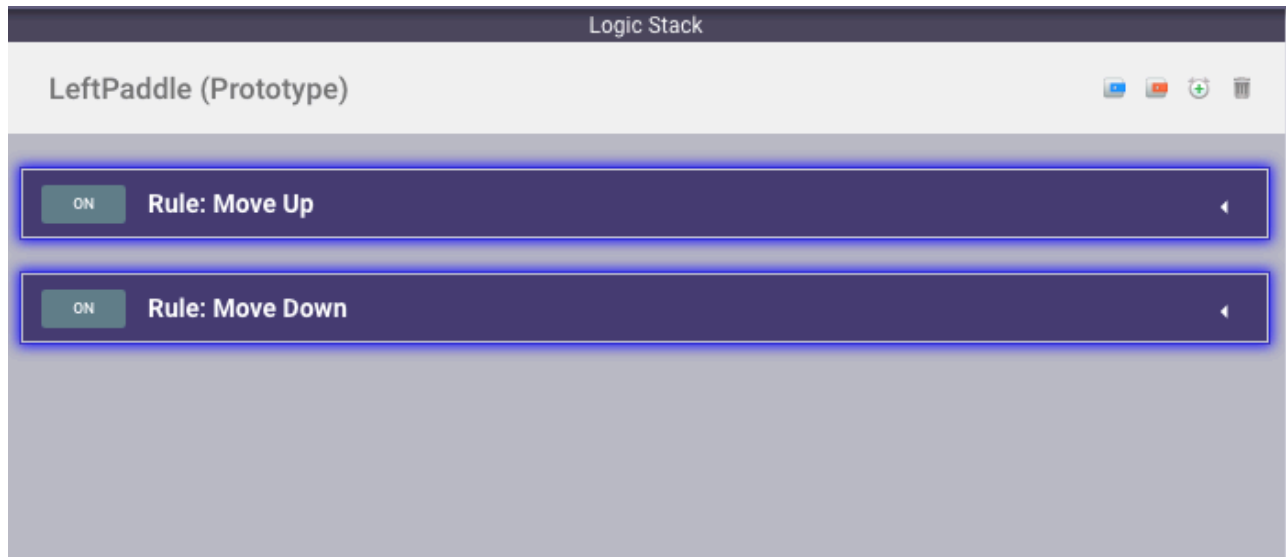 Logic Stack
LeftPaddle (Prototype)
ON Rule: Move Up
ON Rule: Move Down